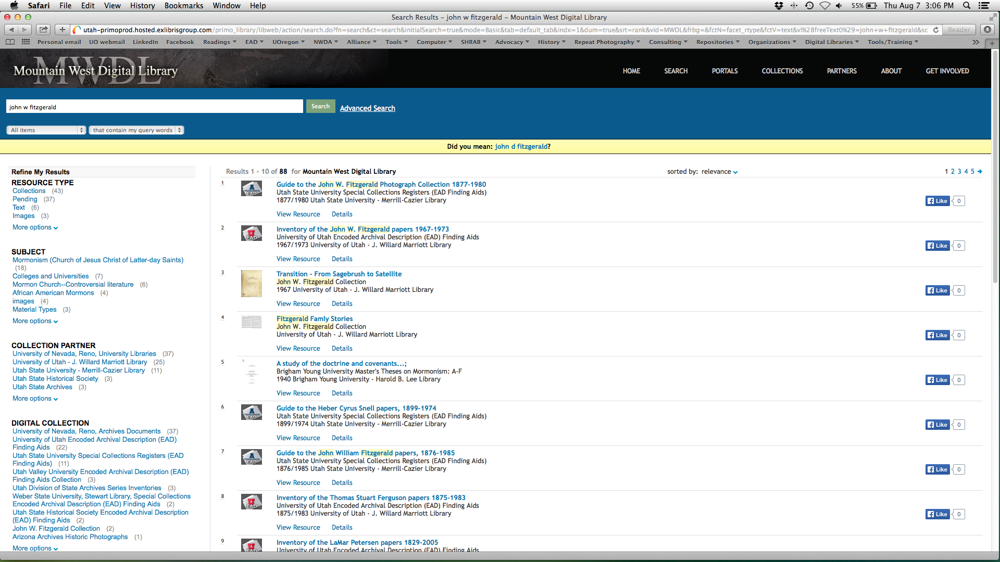 Safari File Edit View History Bookmarks Window Help 55% Thu Aug 7 3:06 PM
Search Results – john w fitzgerald – Mountain West Digital Library
utah-primoprod.hosted.exlibrisgroup.com/primo_library/libweb/action/search.do?fn=search&ct=search&initialSearch=true&mode=Basic&tab=default_tab&indx=1&dum=true&srt=rank&vid=MWDL&frbg=&fctN=facet_rtype&fctV=text&vl%28freeText0%29=john+w+fitzgerald&sc Reader
Personal email UO webmail LinkedIn Facebook Readings EAD UOregon NWDA Alliance Tools Computer SHRAB Advocacy History Repeat Photography Consulting Repositories Organizations Digital Libraries Tools/Training
MWDL
Mountain West Digital Library
HOME SEARCH PORTALS COLLECTIONS PARTNERS ABOUT GET INVOLVED
john w fitzgerald Search Advanced Search
All items that contain my query words
Did you mean: john d fitzgerald?
Refine My Results
RESOURCE TYPE
Collections (43)
Pending (37)
Text (6)
Images (3)
More options
SUBJECT
Mormonism (Church of Jesus Christ of Latter-day Saints)
(18)
Colleges and Universities (7)
Mormon Church--Controversial literature (6)
African American Mormons (4)
images (4)
Material Types (3)
More options
COLLECTION PARTNER
University of Nevada, Reno, University Libraries (37)
University of Utah - J. Willard Marriott Library (25)
Utah State University - Merrill-Cazier Library (11)
Utah State Historical Society (3)
Utah State Archives (3)
More options
DIGITAL COLLECTION
University of Nevada, Reno, Archives Documents (37)
University of Utah Encoded Archival Description (EAD)
Finding Aids (22)
Utah State University Special Collections Registers (EAD
Finding Aids) (11)
Utah Valley University Encoded Archival Description (EAD)
Finding Aids Collection (3)
Utah Division of State Archives Series Inventories (3)
Weber State University, Stewart Library, Special Collections
Encoded Archival Description (EAD) Finding Aids (2)
Utah State Historical Society Encoded Archival Description
(EAD) Finding Aids (2)
John W. Fitzgerald Collection (2)
Arizona Archives Historic Photographs (1)
More options
Results 1 - 10 of 88 for Mountain West Digital Library sorted by: relevance 1 2 3 4 5
1 Guide to the John W. Fitzgerald Photograph Collection 1877-1980
A EAD
Utah State University Special Collections Registers (EAD Finding Aids)
1877/1980 Utah State University - Merrill-Cazier Library
Like 0
View Resource Details
2 Inventory of the John W. Fitzgerald papers 1967-1973
U EAD
University of Utah Encoded Archival Description (EAD) Finding Aids
1967/1973 University of Utah - J. Willard Marriott Library
Like 0
View Resource Details
3 Transition - From Sagebrush to Satellite
John W. Fitzgerald Collection
1967 University of Utah - J. Willard Marriott Library
Like 0
View Resource Details
4 Fitzgerald Famly Stories
John W. Fitzgerald Collection
University of Utah - J. Willard Marriott Library
Like 0
View Resource Details
5 A study of the doctrine and covenants...;
Brigham Young University Master's Theses on Mormonism: A-F
1940 Brigham Young University - Harold B. Lee Library
Like 0
View Resource Details
6 Guide to the Heber Cyrus Snell papers, 1899-1974
A EAD
Utah State University Special Collections Registers (EAD Finding Aids)
1899/1974 Utah State University - Merrill-Cazier Library
Like 0
View Resource Details
7 Guide to the John William Fitzgerald papers, 1876-1985
A EAD
Utah State University Special Collections Registers (EAD Finding Aids)
1876/1985 Utah State University - Merrill-Cazier Library
Like 0
View Resource Details
8 Inventory of the Thomas Stuart Ferguson papers 1875-1983
U EAD
University of Utah Encoded Archival Description (EAD) Finding Aids
1875/1983 University of Utah - J. Willard Marriott Library
Like 0
View Resource Details
9 Inventory of the LaMar Petersen papers 1829-2005
U EAD
University of Utah Encoded Archival Description (EAD) Finding Aids